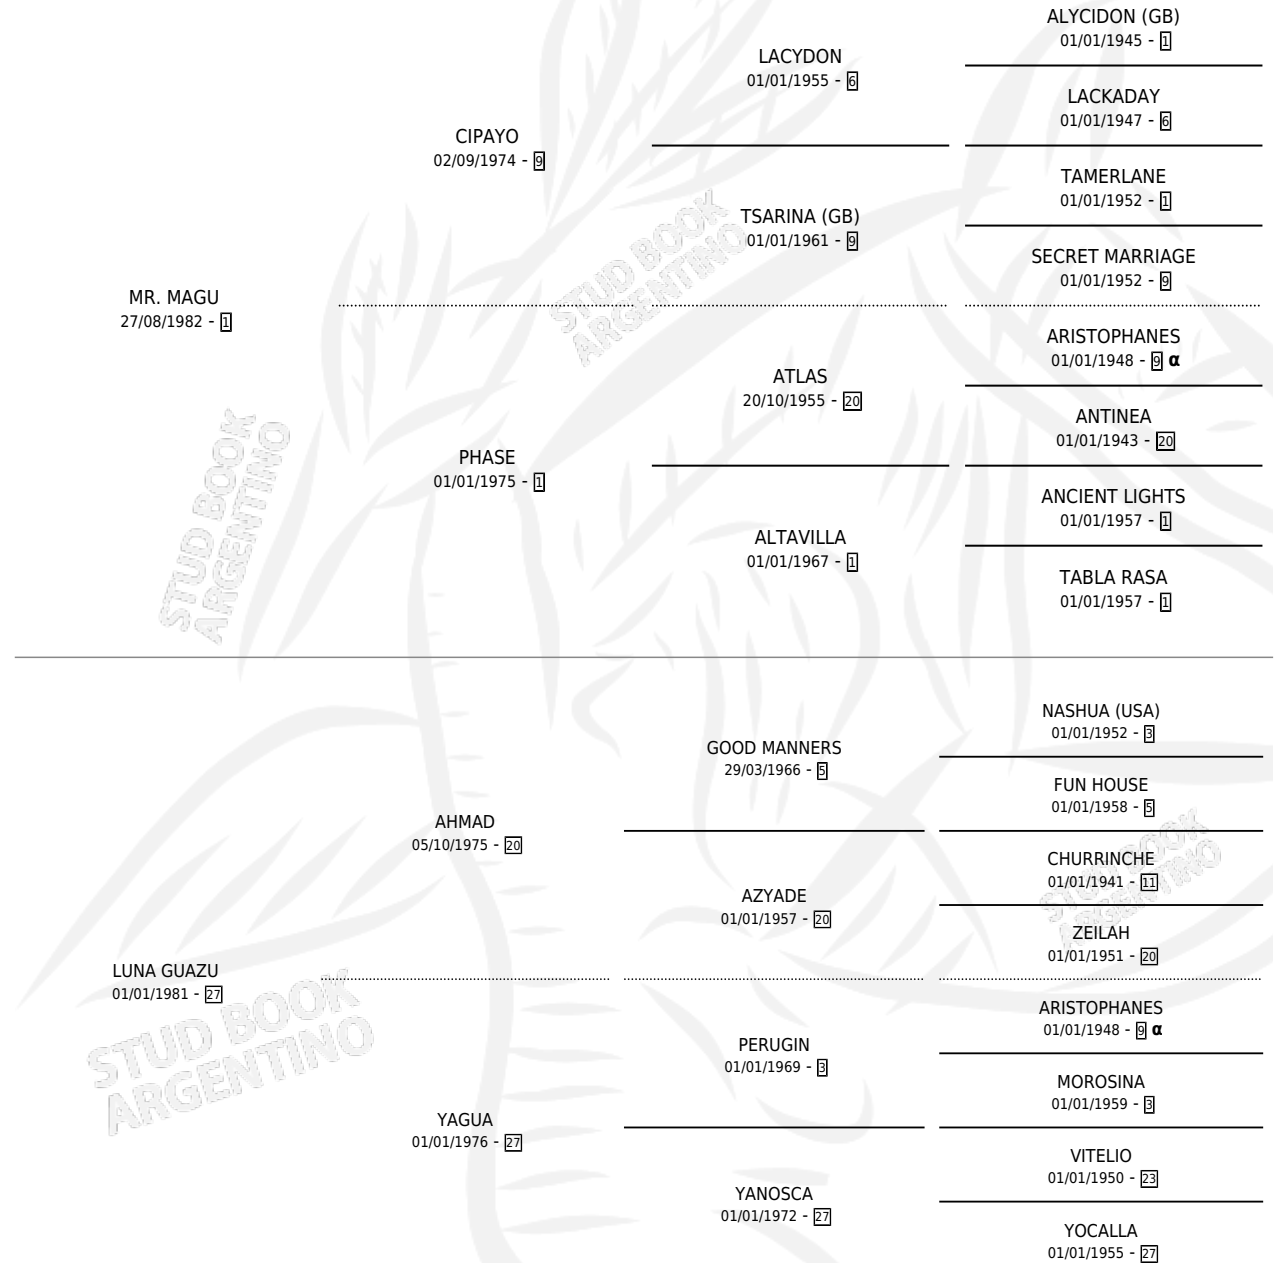 ALYCIDON (GB)
01/01/1945 - 1
LACYDON
01/01/1955 - 6
LACKADAY
01/01/1947 - 6
CIPAYO
02/09/1974 - 9
TAMERLANE
01/01/1952 - 1
TSARINA (GB)
01/01/1961 - 9
SECRET MARRIAGE
01/01/1952 - 9
STUD BOOK
ARGENTINO
MR. MAGU
27/08/1982 - 1
ARISTOPHANES
01/01/1948 - 9 α
ATLAS
20/10/1955 - 20
ANTINEA
01/01/1943 - 20
PHASE
01/01/1975 - 1
ANCIENT LIGHTS
01/01/1957 - 1
ALTAVILLA
01/01/1967 - 1
TABLA RASA
01/01/1957 - 1
STUD BOOK
ARGENTINO
NASHUA (USA)
01/01/1952 - 3
GOOD MANNERS
29/03/1966 - 5
FUN HOUSE
01/01/1958 - 5
AHMAD
05/10/1975 - 20
CHURRINCHE
01/01/1941 - 11
AZYADE
01/01/1957 - 20
ZEILAH
01/01/1951 - 20
STUD BOOK
ARGENTINO
LUNA GUAZU
01/01/1981 - 27
ARISTOPHANES
01/01/1948 - 9 α
PERUGIN
01/01/1969 - 3
MOROSINA
01/01/1959 - 3
YAGUA
01/01/1976 - 27
VITELIO
01/01/1950 - 23
YANOSCA
01/01/1972 - 27
YOCALLA
01/01/1955 - 27
STUD BOOK
ARGENTINO